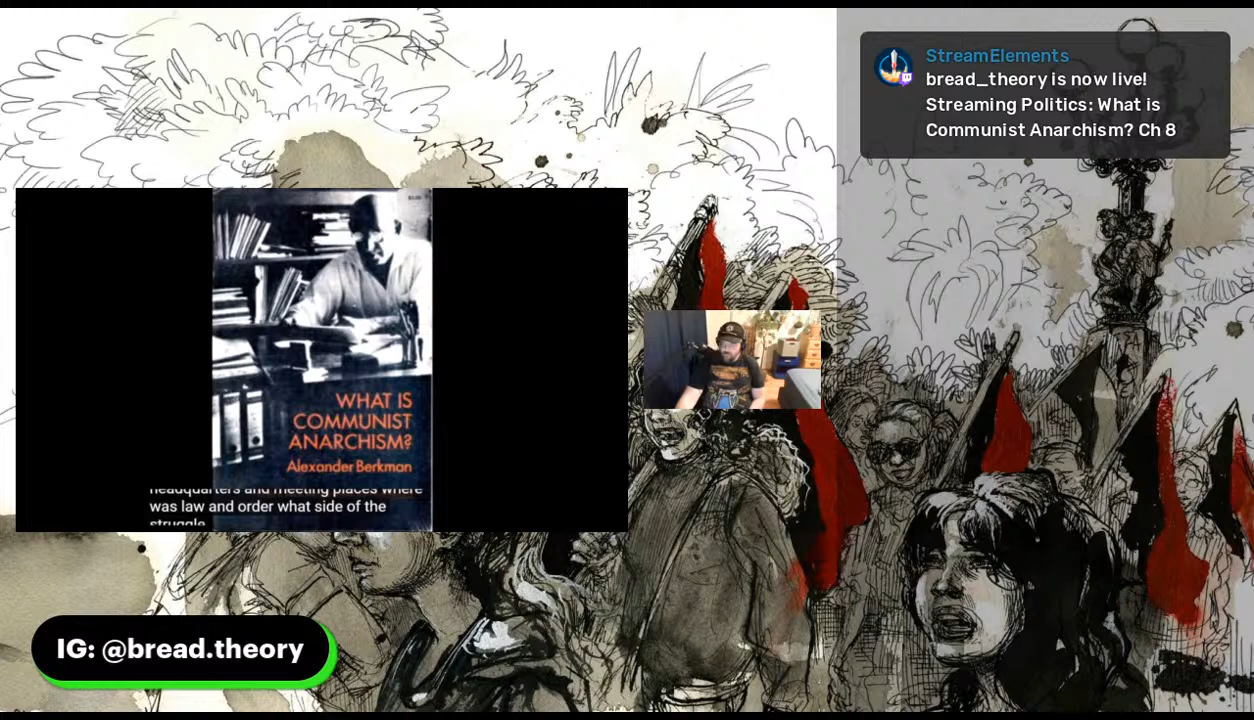 StreamElements
bread_theory is now live!
Streaming Politics: What is
Communist Anarchism? Ch 8
WHAT IS
COMMUNIST
ANARCHISM?
Alexander Berkman
headquarters and meeting places where
was law and order what side of the
struggle
IG: @bread.theory